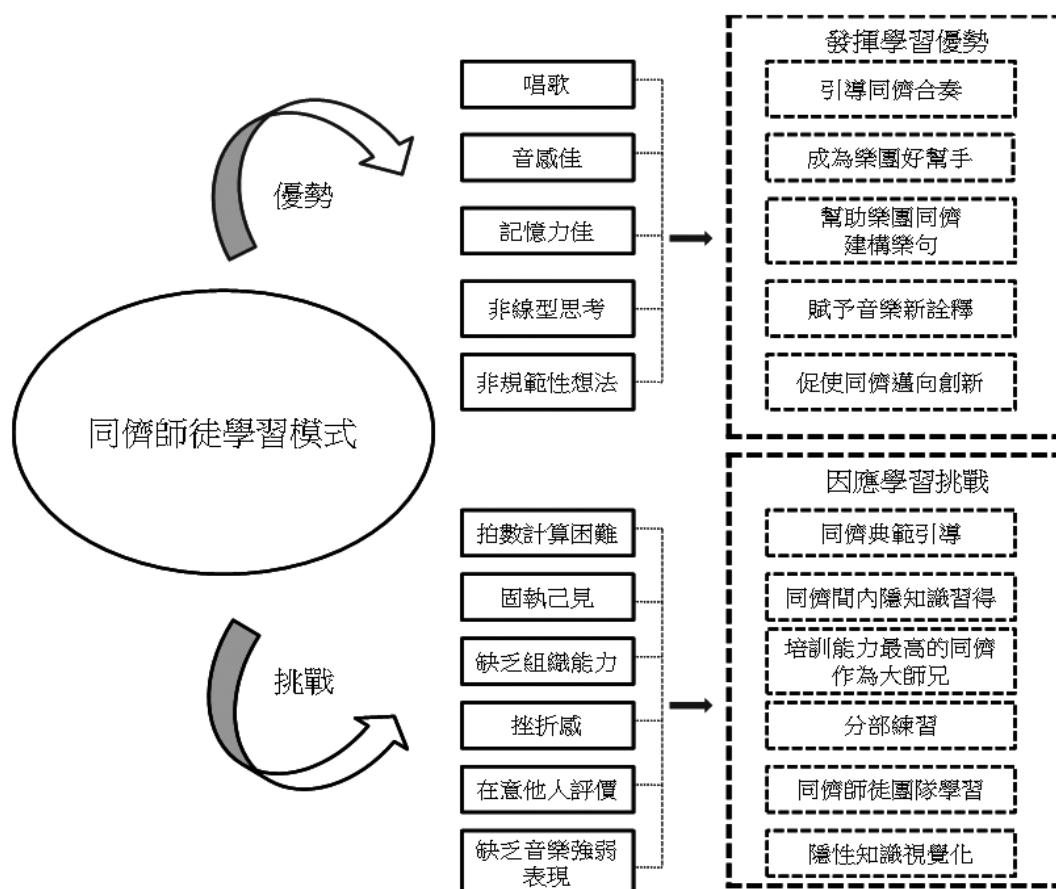 同儕師徒學習模式
優勢
唱歌
音感佳
記憶力佳
非線型思考
非規範性想法
發揮學習優勢
引導同儕合奏
成為樂團好幫手
幫助樂團同儕
建構樂句
賦予音樂新詮釋
促使同儕邁向創新
挑戰
拍數計算困難
固執己見
缺乏組織能力
挫折感
在意他人評價
缺乏音樂強弱
表現
因應學習挑戰
同儕典範引導
同儕間內隱知識習得
培訓能力最高的同儕
作為大師兄
分部練習
同儕師徒團隊學習
隱性知識視覺化